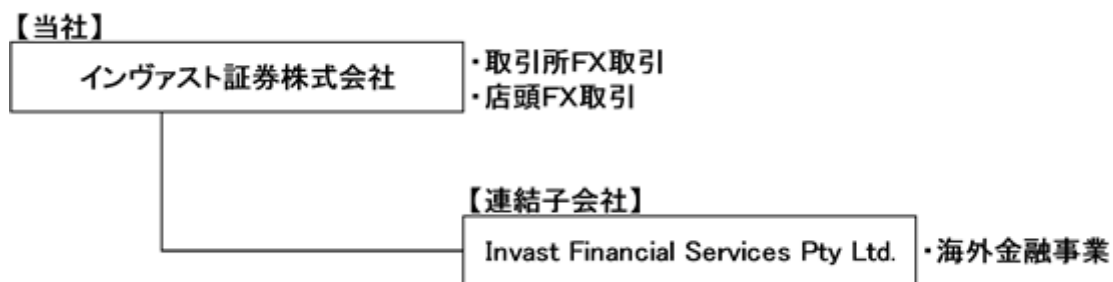 【当社】
インヴァスト証券株式会社
・取引所FX取引
・店頭FX取引
【連結子会社】
Invast Financial Services Pty Ltd.
・海外金融事業